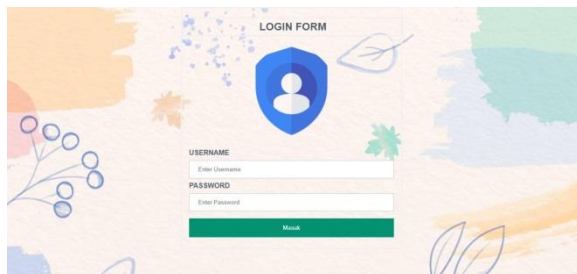 LOGIN FORM
USERNAME
Enter Username
PASSWORD
Enter Password
Masuk